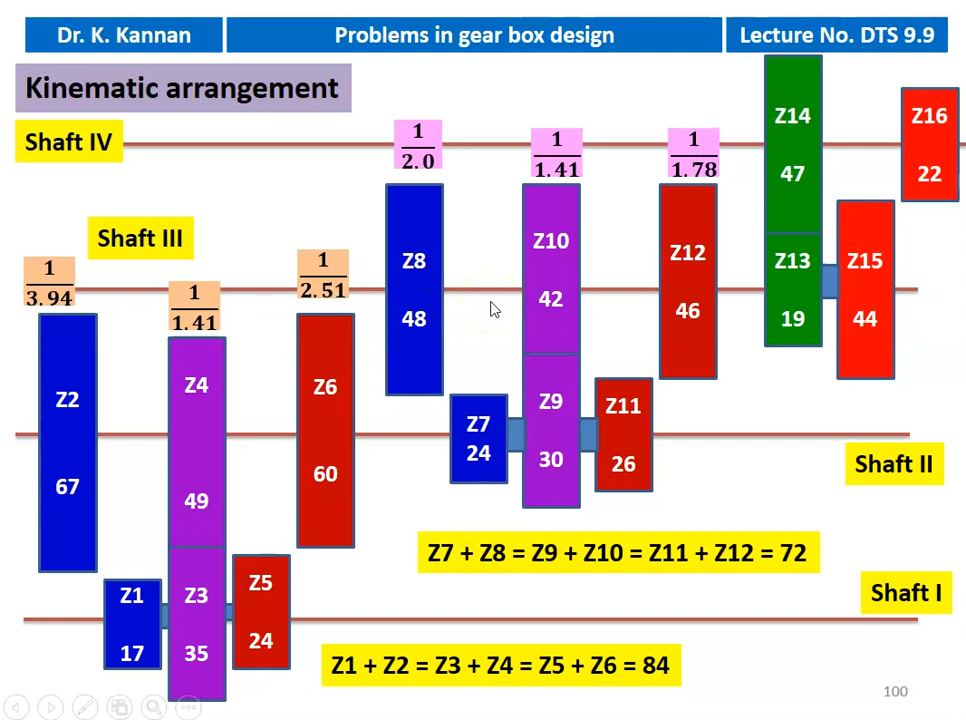 Dr. K. Kannan
Problems in gear box design
Lecture No. DTS 9.9
Kinematic arrangement
Shaft IV
1
2.0
1
1.41
1
1.78
Z14
47
Z16
22
Shaft III
1
3.94
1
1.41
1
2.51
Z8
48
Z10
42
Z12
46
Z13
19
Z15
44
Z2
67
Z4
49
Z6
60
Z7
24
Z9
30
Z11
26
Shaft II
Z7 + Z8 = Z9 + Z10 = Z11 + Z12 = 72
Z1
17
Z3
35
Z5
24
Shaft I
Z1 + Z2 = Z3 + Z4 = Z5 + Z6 = 84
100